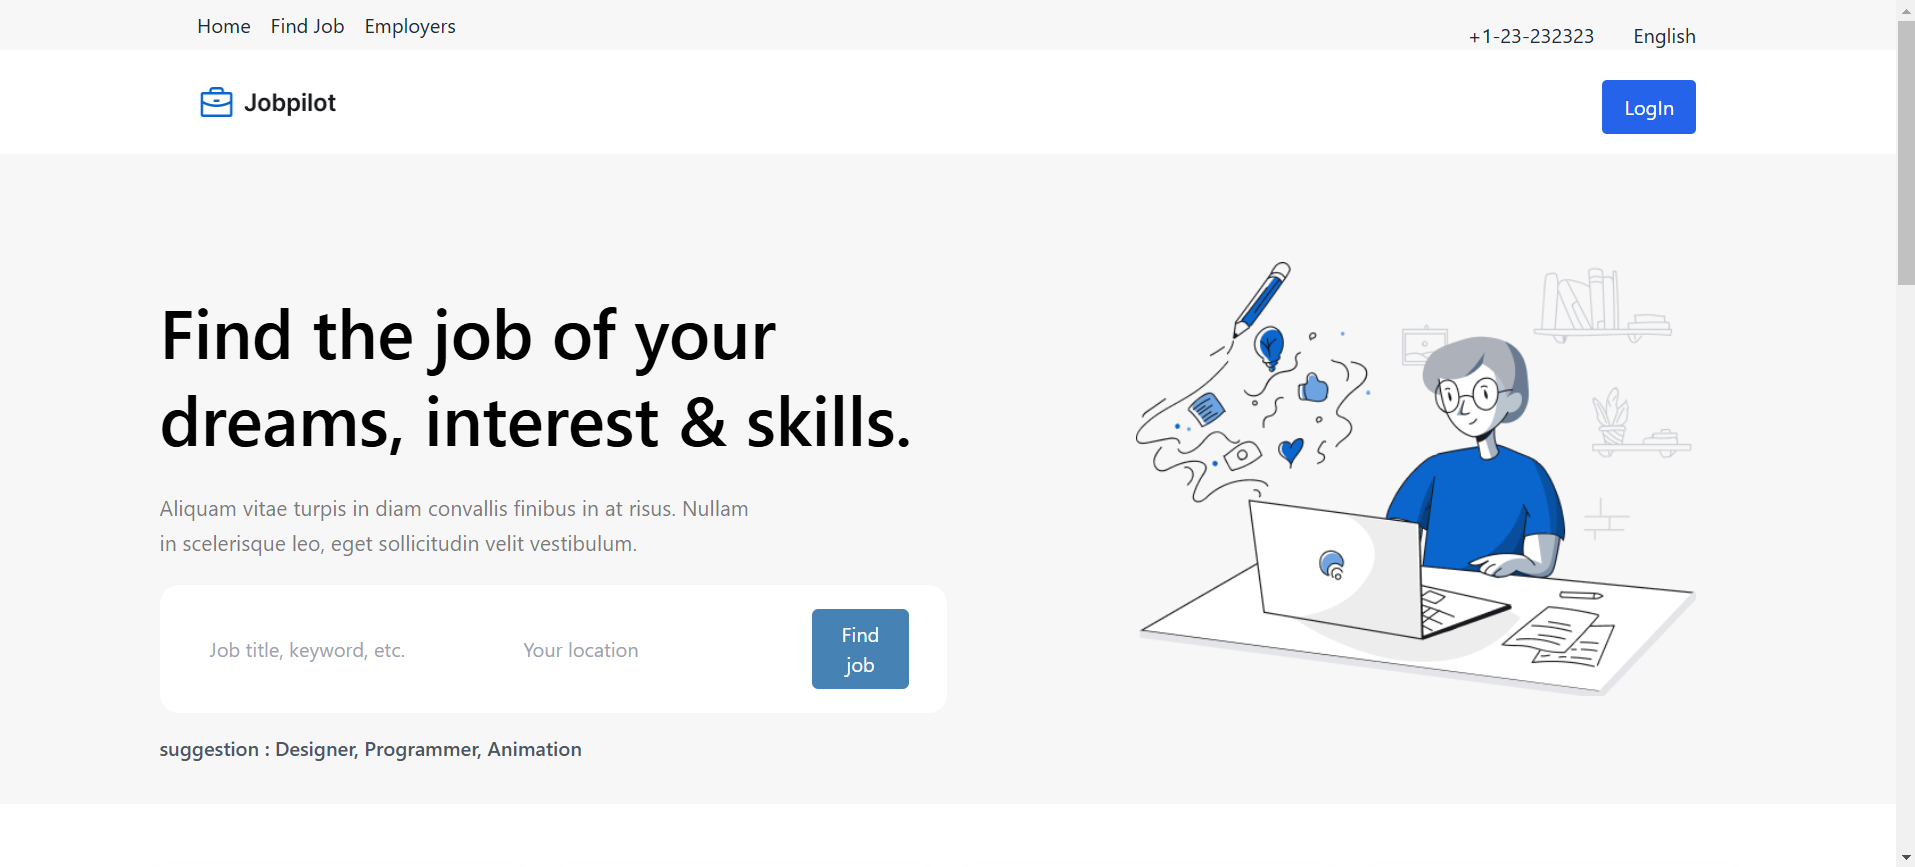 Home Find Job Employers
+1-23-232323 English
Jobpilot
LogIn
Find the job of your
dreams, interest & skills.
Aliquam vitae turpis in diam convallis finibus in at risus. Nullam
in scelerisque leo, eget sollicitudin velit vestibulum.
Job title, keyword, etc.
Your location
Find
job
suggestion : Designer, Programmer, Animation